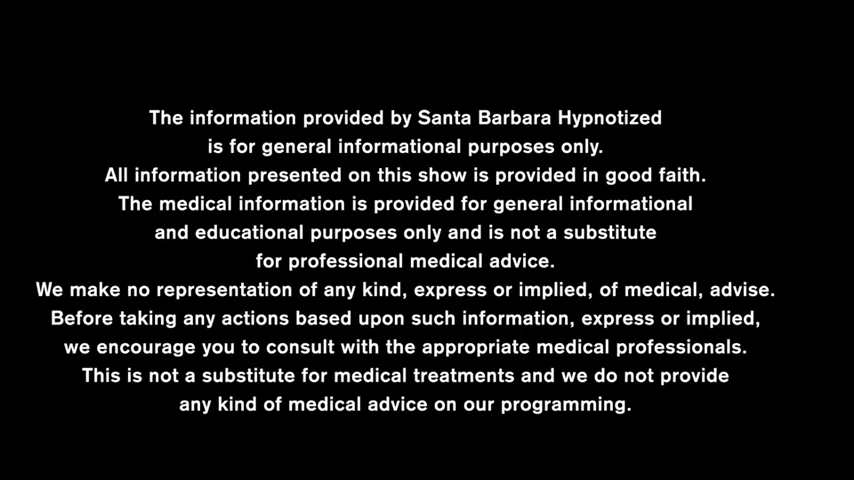 The information provided by Santa Barbara Hypnotized
is for general informational purposes only.
All information presented on this show is provided in good faith.
The medical information is provided for general informational
and educational purposes only and is not a substitute
for professional medical advice.
We make no representation of any kind, express or implied, of medical, advise.
Before taking any actions based upon such information, express or implied,
we encourage you to consult with the appropriate medical professionals.
This is not a substitute for medical treatments and we do not provide
any kind of medical advice on our programming.